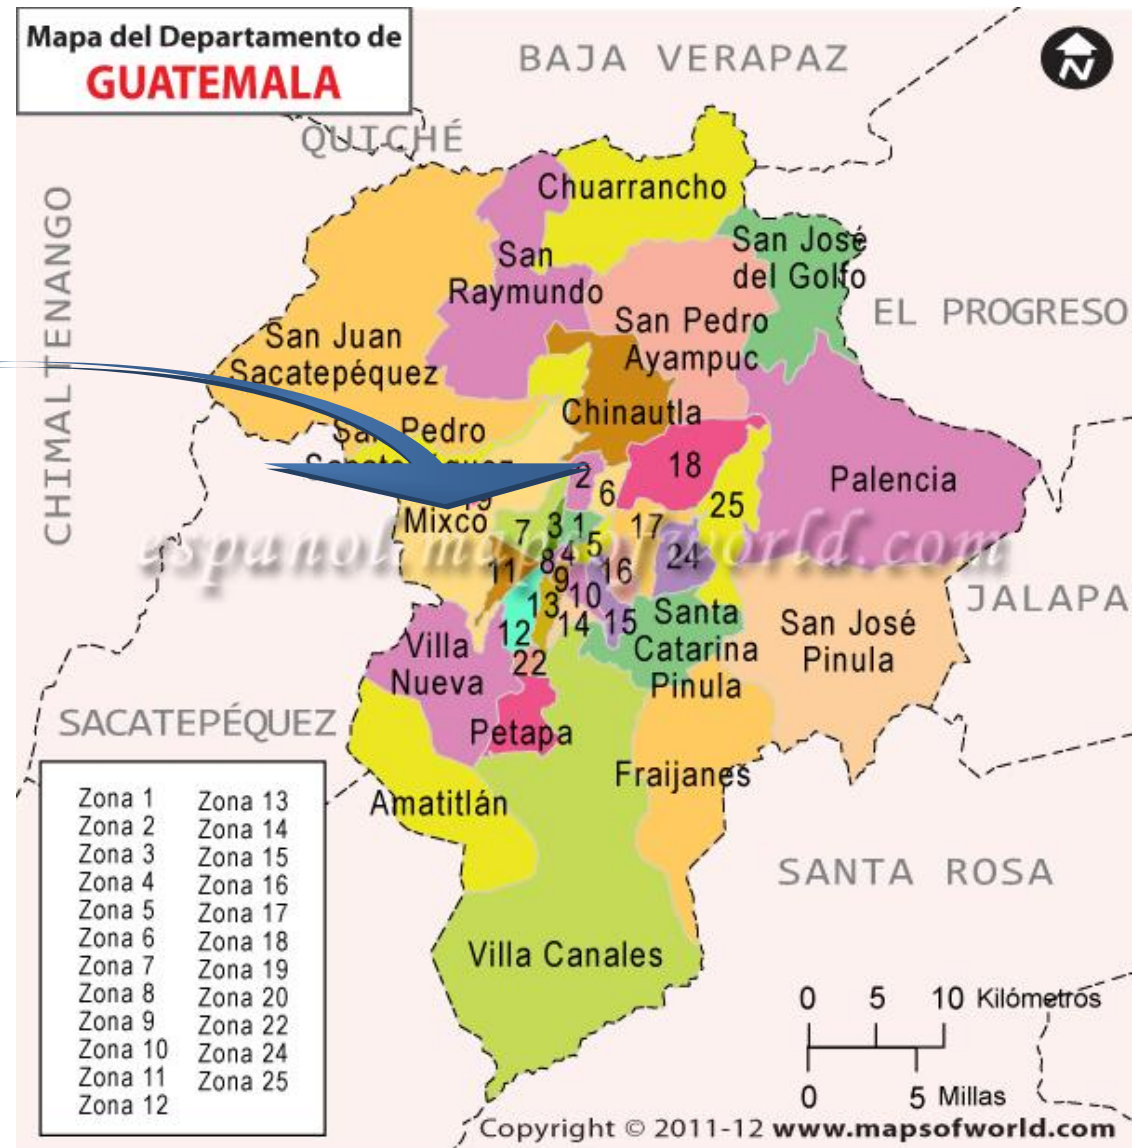 Mapa del Departamento de
GUATEMALA
BAJA VERAPAZ
N
QUICHÉ
CHIMALTENANGO
Chuarrancho
San José
del Golfo
San
Raymundo
EL PROGRESO
San Pedro
Ayampuc
San Juan
Sacatepéquez
Chinautla
San Pedro
18
Palencia
2
6
25
Mixco
7
3
1
17
5
4
24
espanol.mapsofworld.com
8
11
9
16
10
JALAPA
13
12
14
15
Santa
Catarina
Pinula
San José
Pinula
Villa
Nueva
22
SACATEPÉQUEZ
Petapa
Fraijanes
Amatitlán
SANTA ROSA
Villa Canales
Zona 1
Zona 2
Zona 3
Zona 4
Zona 5
Zona 6
Zona 7
Zona 8
Zona 9
Zona 10
Zona 11
Zona 12
Zona 13
Zona 14
Zona 15
Zona 16
Zona 17
Zona 18
Zona 19
Zona 20
Zona 22
Zona 24
Zona 25
0 5 10 Kilómetros
0 5 Millas
Copyright © 2011-12 www.mapsofworld.com